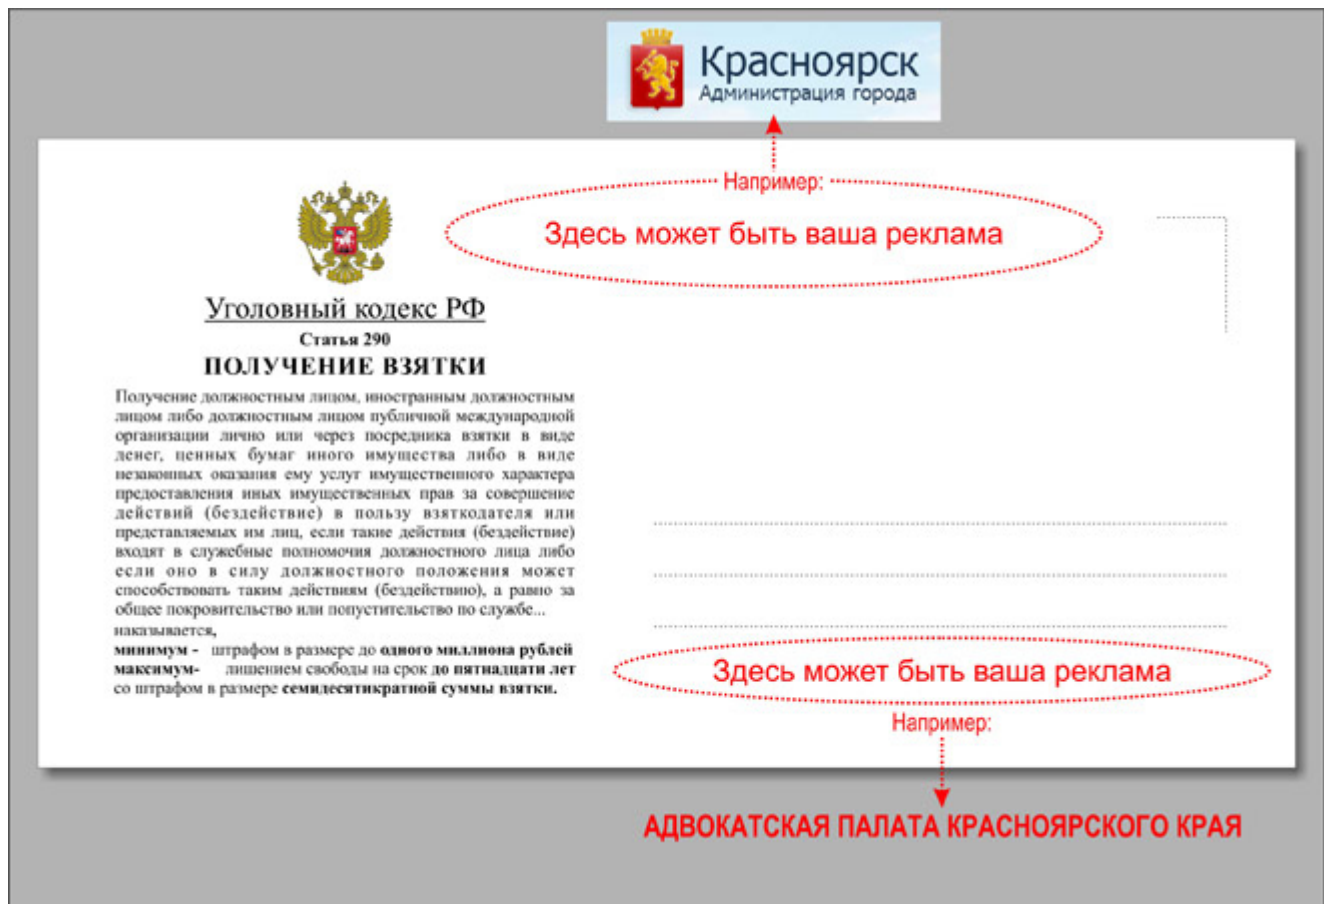 Красноярск
Администрация города
Например:
Здесь может быть ваша реклама
Уголовный кодекс РФ
Статья 290
ПОЛУЧЕНИЕ ВЗЯТКИ
Получение должностным лицом, иностранным должностным
лицом либо должностным лицом публичной международной
организации лично или через посредника взятки в виде
денег, ценных бумаг иного имущества либо в виде
незаконных оказания ему услуг имущественного характера
предоставления иных имущественных прав за совершение
действий (бездействие) в пользу взяткодателя или
представляемых им лиц, если такие действия (бездействие)
входят в служебные полномочия должностного лица либо
если оно в силу должностного положения может
способствовать таким действиям (бездействию), а равно за
общее покровительство или попустительство по службе...
наказывается,
минимум - штрафом в размере до одного миллиона рублей
максимум- лишением свободы на срок до пятнадцати лет
со штрафом в размере семидесятикратной суммы взятки.
Здесь может быть ваша реклама
Например:
АДВОКАТСКАЯ ПАЛАТА КРАСНОЯРСКОГО КРАЯ